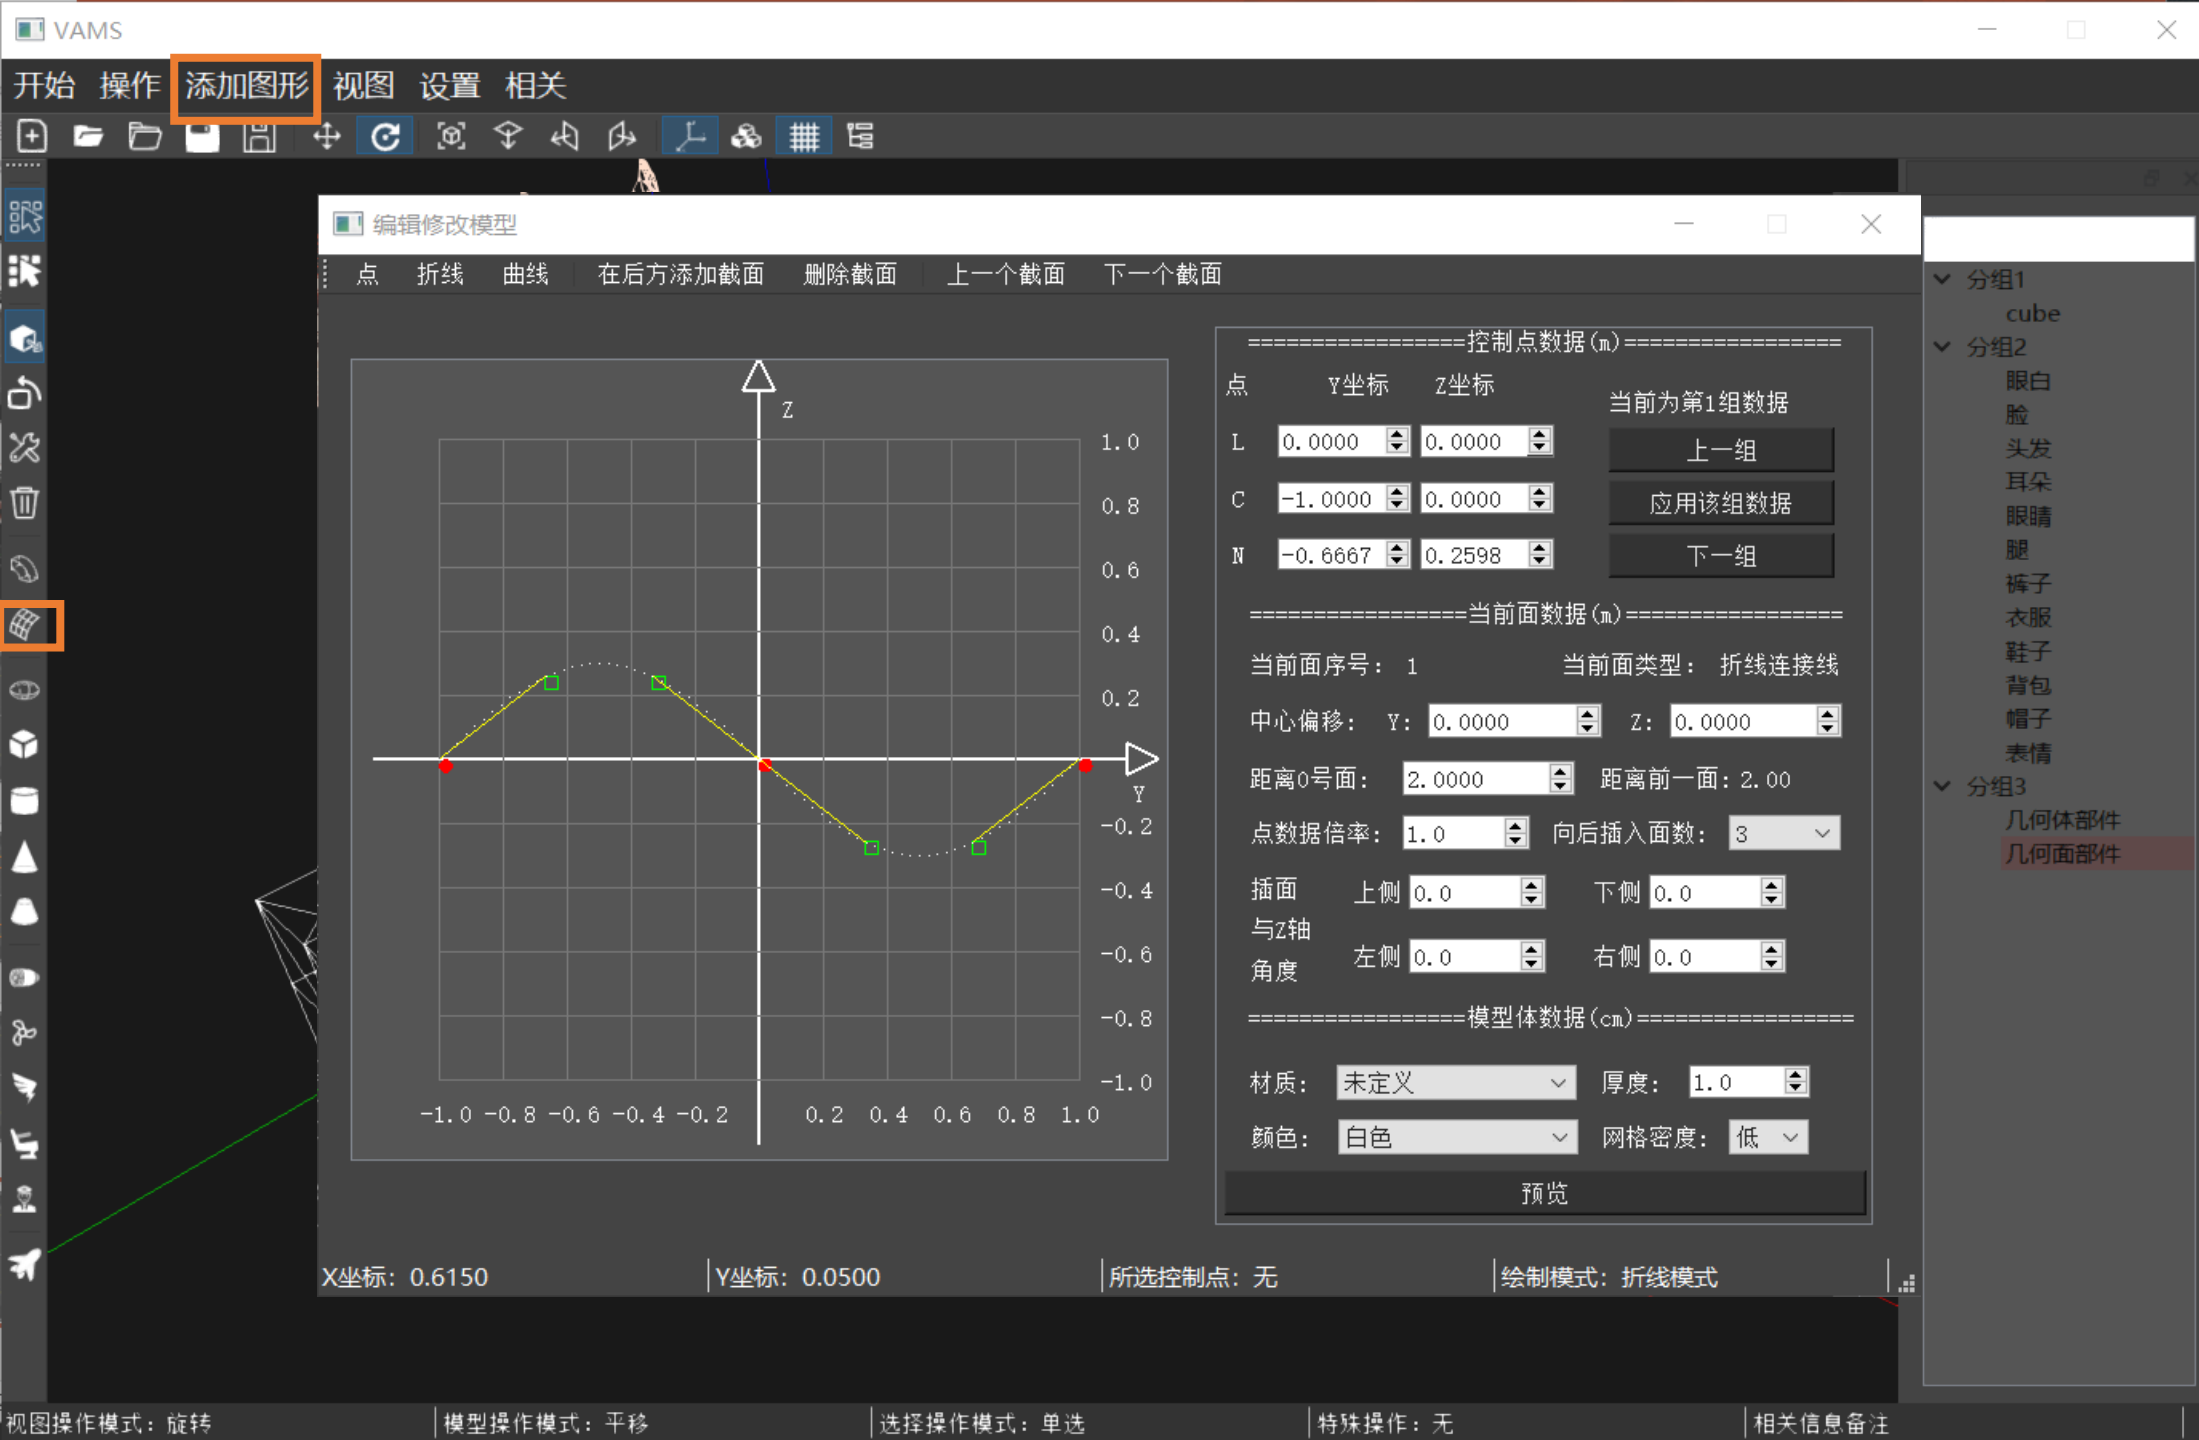 VAMS
开始 操作 添加图形 视图 设置 相关
编辑修改模型
点 折线 曲线 在后方添加截面 删除截面 上一个截面 下一个截面
Z
1.0
0.8
0.6
0.4
0.2
Y
-0.2
-0.4
-0.6
-0.8
-1.0
-1.0 -0.8 -0.6 -0.4 -0.2 0.2 0.4 0.6 0.8 1.0
=================控制点数据(m)=================
点 Y坐标 Z坐标 当前为第1组数据
L 0.0000 0.0000 上一组
C -1.0000 0.0000 应用该组数据
N -0.6667 0.2598 下一组
=================当前面数据(m)=================
当前面序号: 1 当前面类型: 折线连接线
中心偏移: Y: 0.0000 Z: 0.0000
距离0号面: 2.0000 距离前一面:2.00
点数据倍率: 1.0 向后插入面数: 3
插面 上侧 0.0 下侧 0.0
与Z轴
角度 左侧 0.0 右侧 0.0
=================模型体数据(cm)=================
材质: 未定义 厚度: 1.0
颜色: 白色 网格密度: 低
预览
X坐标: 0.6150 Y坐标: 0.0500 所选控制点: 无 绘制模式: 折线模式
分组1
cube
分组2
眼白
脸
头发
耳朵
眼睛
腿
裤子
衣服
鞋子
背包
帽子
表情
分组3
几何体部件
几何面部件
视图操作模式: 旋转 模型操作模式: 平移 选择操作模式: 单选 特殊操作: 无 相关信息备注